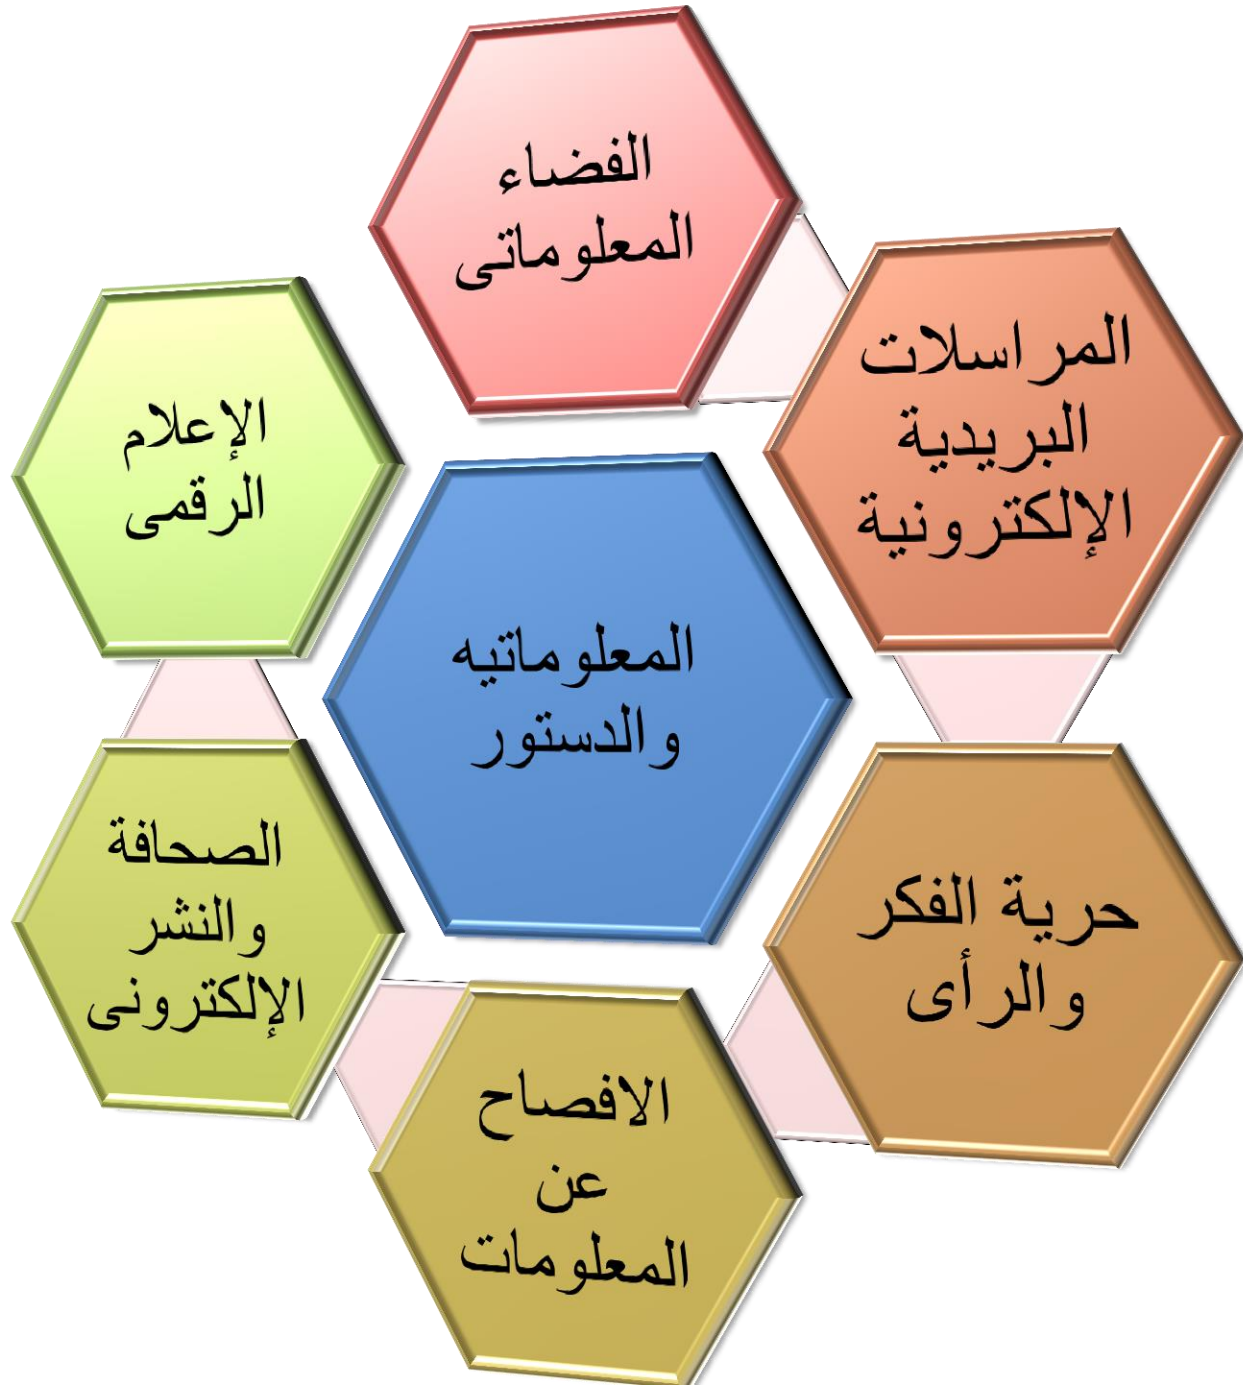 الفضاء
المعلوماتى
المراسلات
البريدية
الإلكترونية
حرية الفكر
والرأى
الافصاح
عن
المعلومات
الصحافة
والنشر
الإلكترونى
الإعلام
الرقمى
المعلوماتيه
والدستور